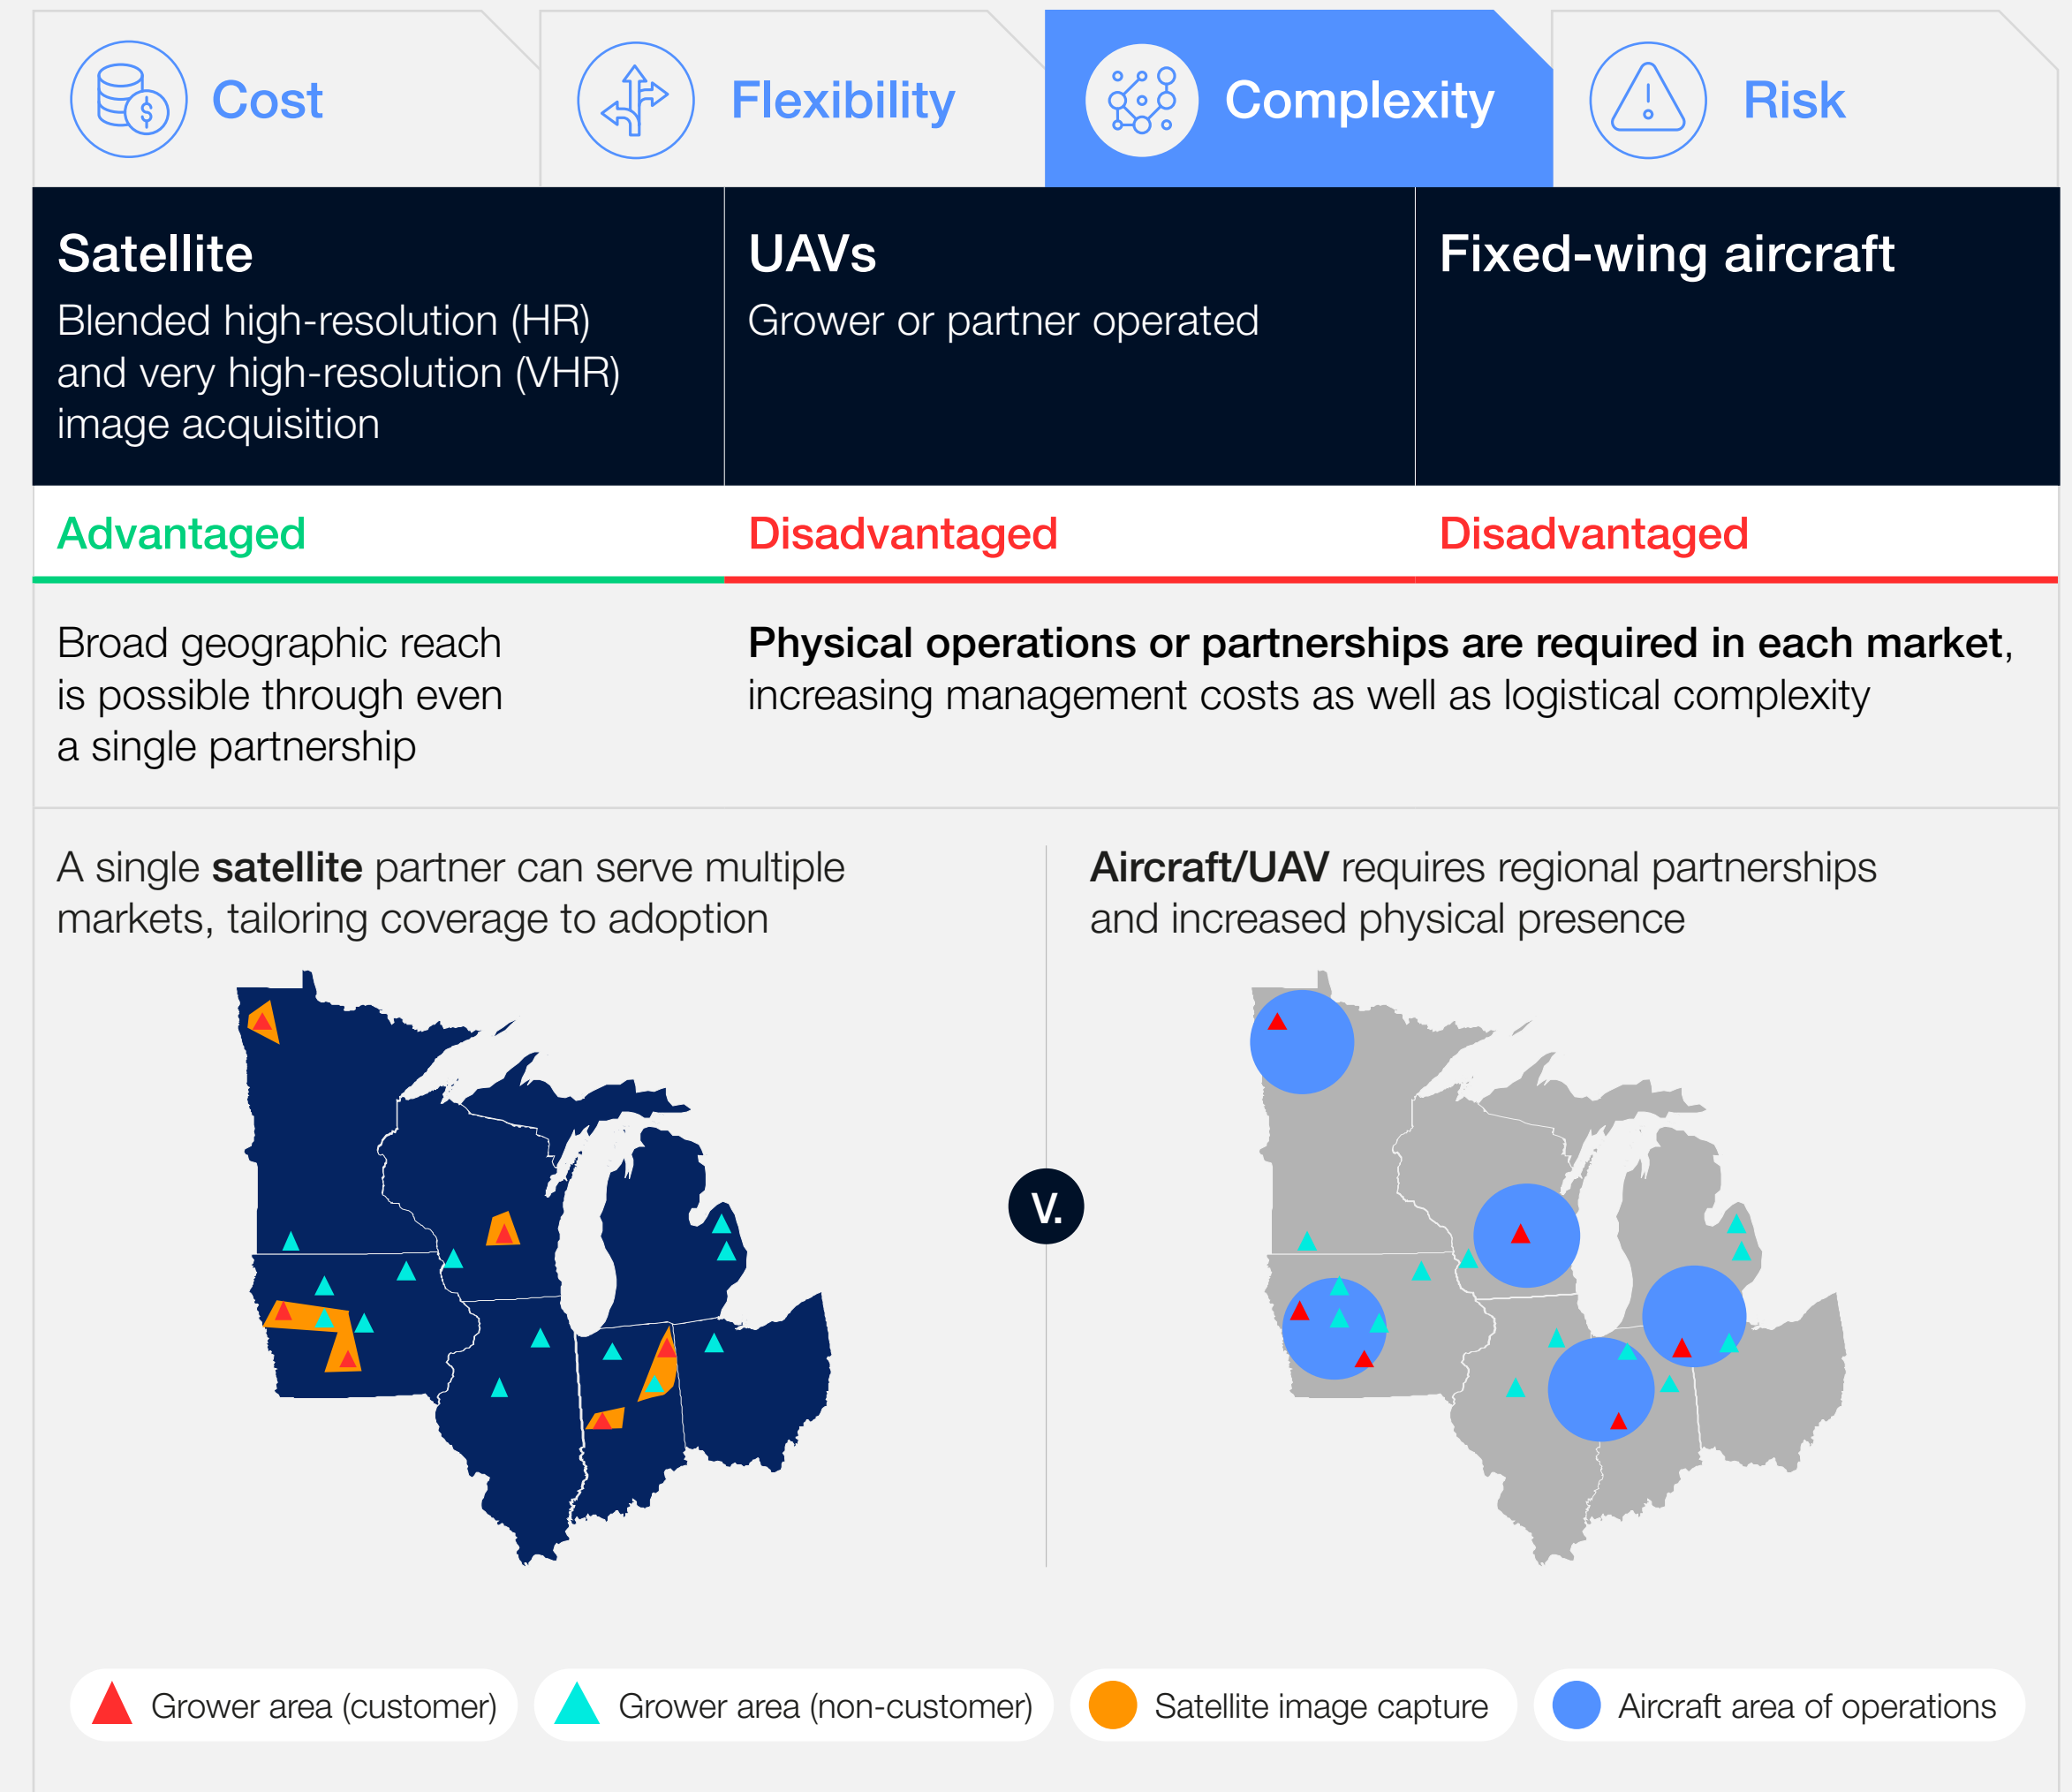 Cost
Flexibility
Complexity
Risk
Satellite
Blended high-resolution (HR)
and very high-resolution (VHR)
image acquisition
UAVs
Grower or partner operated
Fixed-wing aircraft
Advantaged
Disadvantaged
Disadvantaged
Broad geographic reach
is possible through even
a single partnership
Physical operations or partnerships are required in each market,
increasing management costs as well as logistical complexity
A single satellite partner can serve multiple
markets, tailoring coverage to adoption
V.
Aircraft/UAV requires regional partnerships
and increased physical presence
Grower area (customer)
Grower area (non-customer)
Satellite image capture
Aircraft area of operations